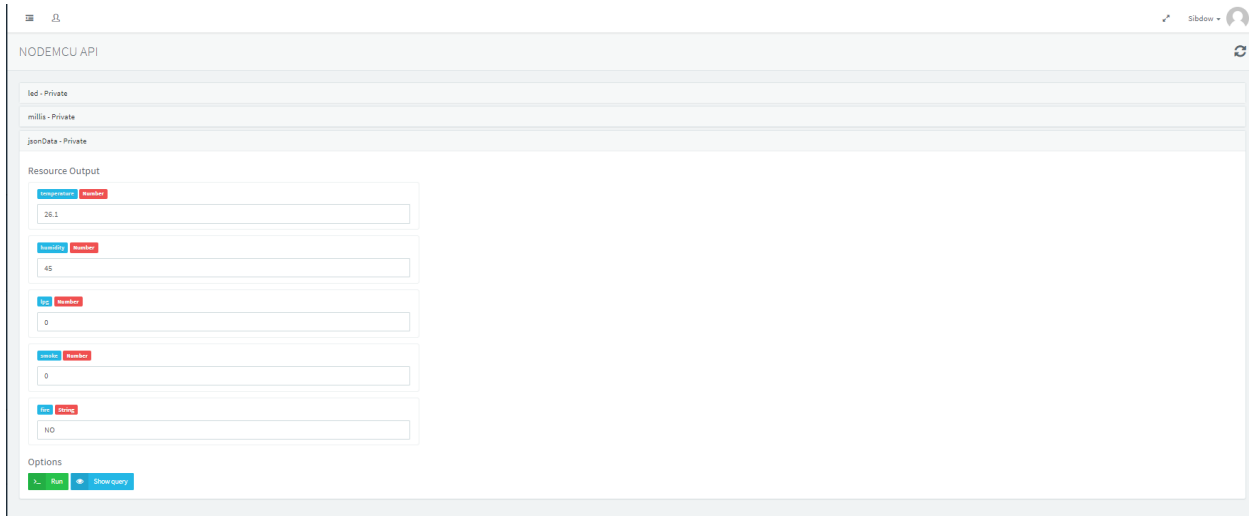 Sibdow
NODEMCU API
led - Private
millis - Private
jsonData - Private
Resource Output
temperature Number
26.1
humidity Number
45
lpg Number
0
smoke Number
0
fire String
NO
Options
>_ Run Show query